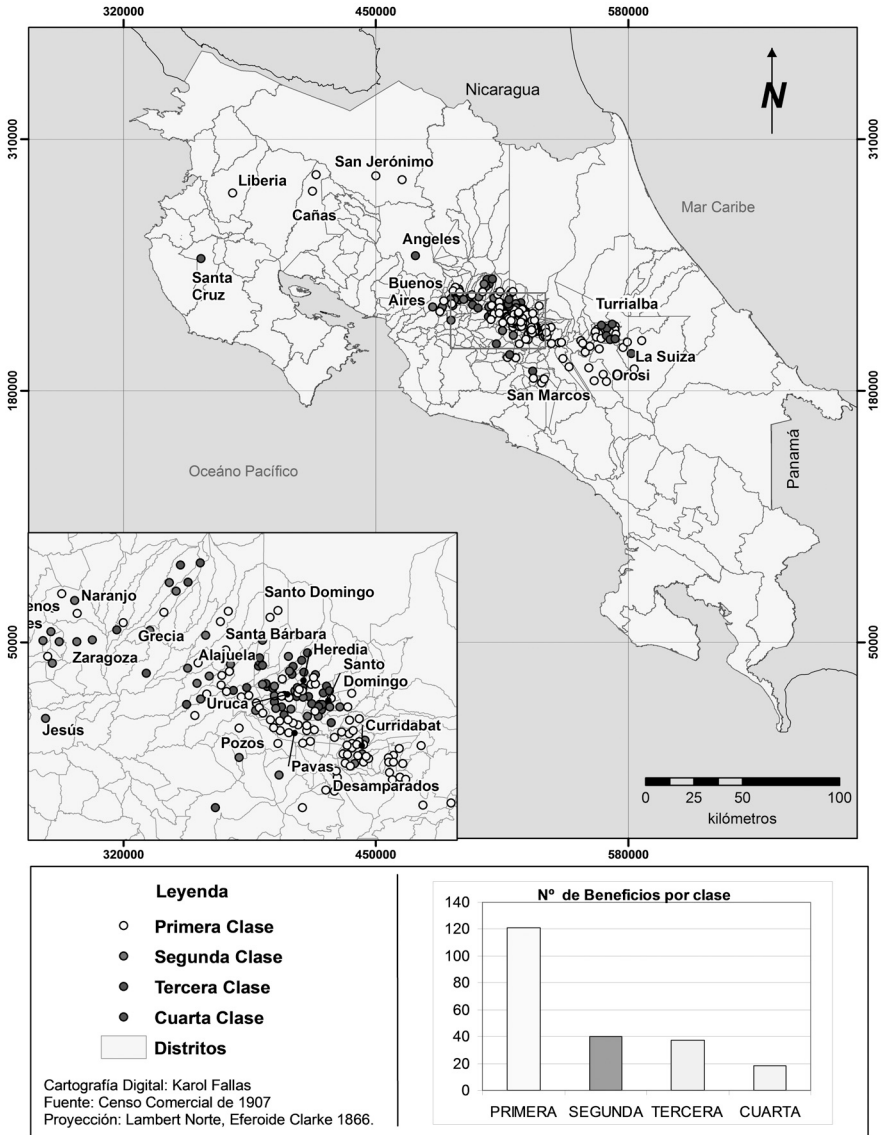 320000
450000
580000
Nicaragua
N
310000
310000
San Jerónimo
Liberia
Cañas
Mar Caribe
Angeles
Santa
Cruz
Buenos
Aires
Turrialba
La Suiza
Orosi
San Marcos
180000
180000
Panamá
Oceáno Pacífico
50000
50000
Naranjo
enos
es
Santo Domingo
Grecia
Santa Bárbara
Zaragoza
Alajuela
Heredia
Santo
Domingo
Uruca
Jesús
Curridabat
Pozos
Pavas
Desamparados
0 25 50 100
kilómetros
320000
450000
580000
Leyenda
Primera Clase
Segunda Clase
Tercera Clase
Cuarta Clase
Distritos
Cartografía Digital: Karol Fallas
Fuente: Censo Comercial de 1907
Proyección: Lambert Norte, Eferoide Clarke 1866.
Nº de Beneficios por clase
140
120
100
80
60
40
20
0
PRIMERA SEGUNDA TERCERA CUARTA